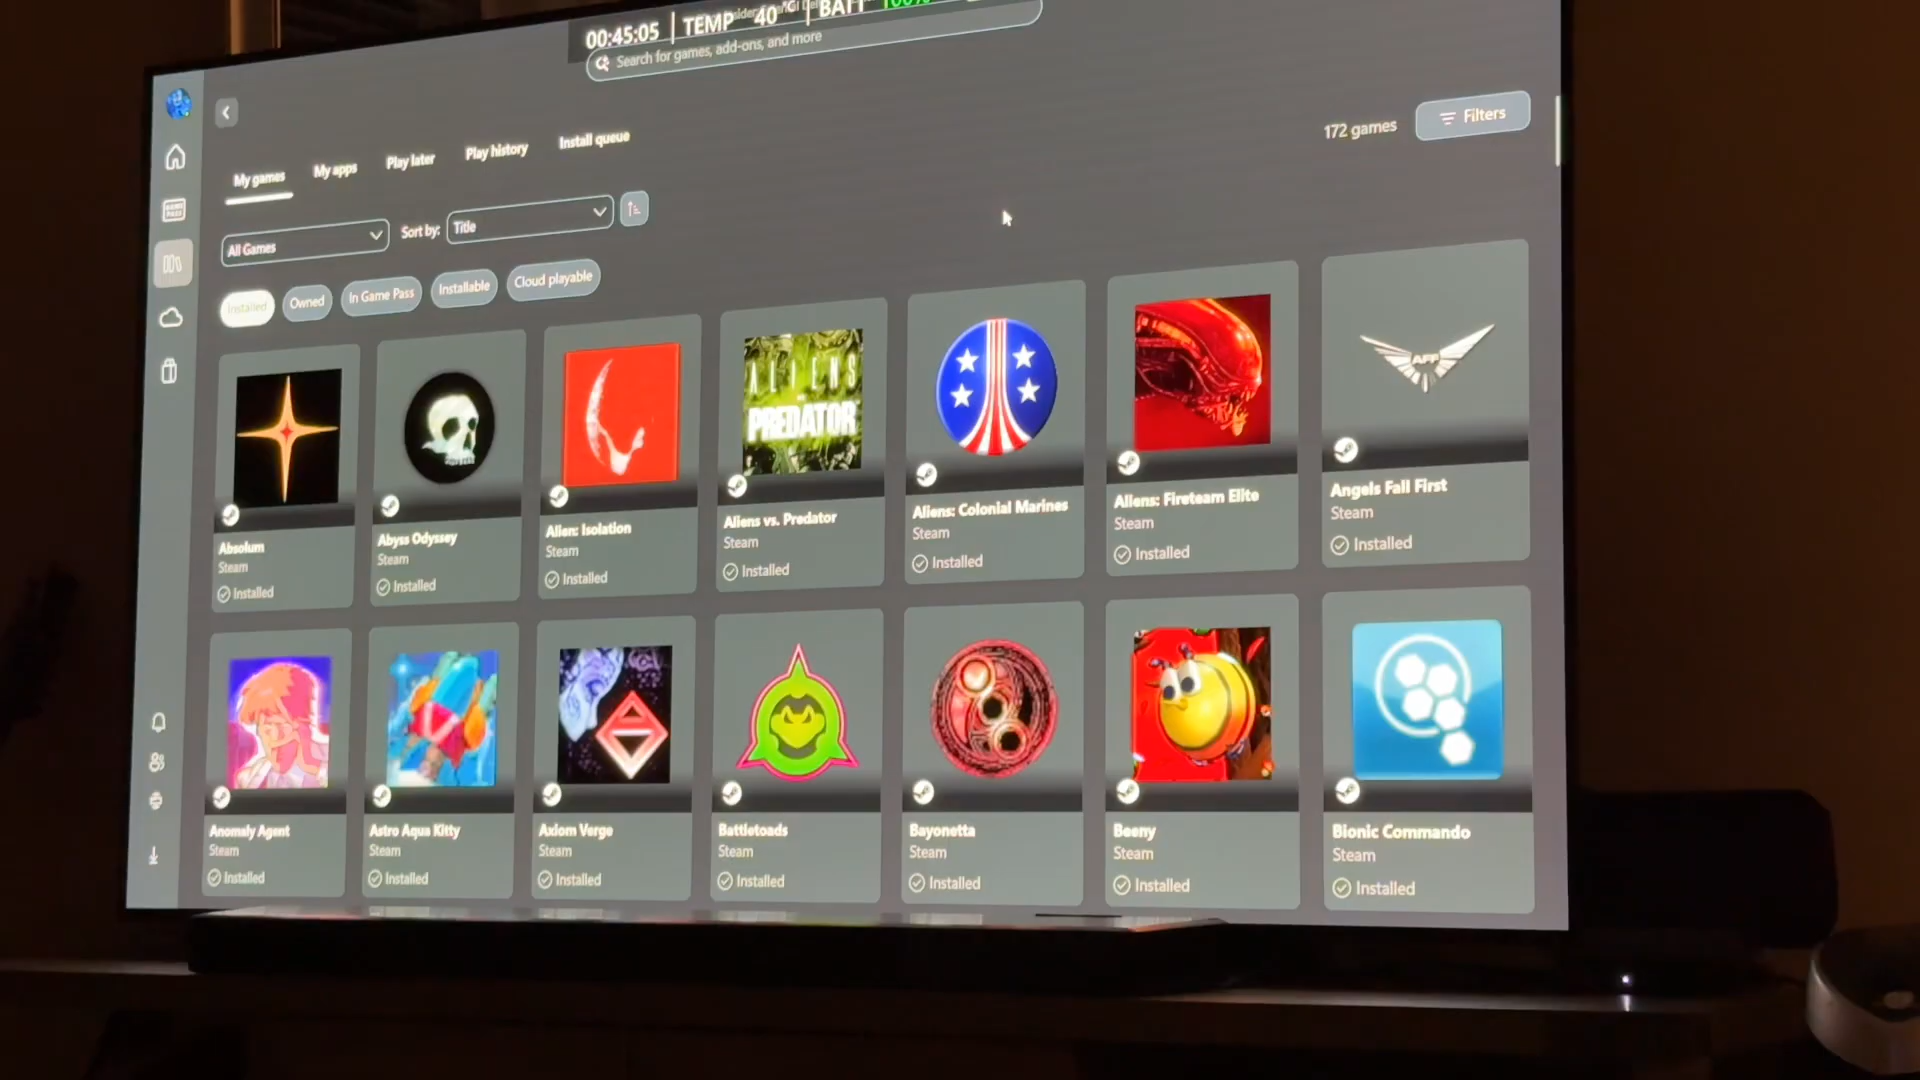 00:45:05 | TEMP 40 °C | BATT 100%
Search for games, add-ons, and more
172 games
Filters
My games
My apps
Play later
Play history
Install queue
All Games
Sort by:
Title
Installed
Owned
In Game Pass
Installable
Cloud playable
ALIENS
PREDATOR
AFF
Absolum
Steam
Installed
Abyss Odyssey
Steam
Installed
Alien: Isolation
Steam
Installed
Aliens vs. Predator
Steam
Installed
Aliens: Colonial Marines
Steam
Installed
Aliens: Fireteam Elite
Steam
Installed
Angels Fall First
Steam
Installed
Anomaly Agent
Steam
Installed
Astro Aqua Kitty
Steam
Installed
Axiom Verge
Steam
Installed
Battletoads
Steam
Installed
Bayonetta
Steam
Installed
Beeny
Steam
Installed
Bionic Commando
Steam
Installed